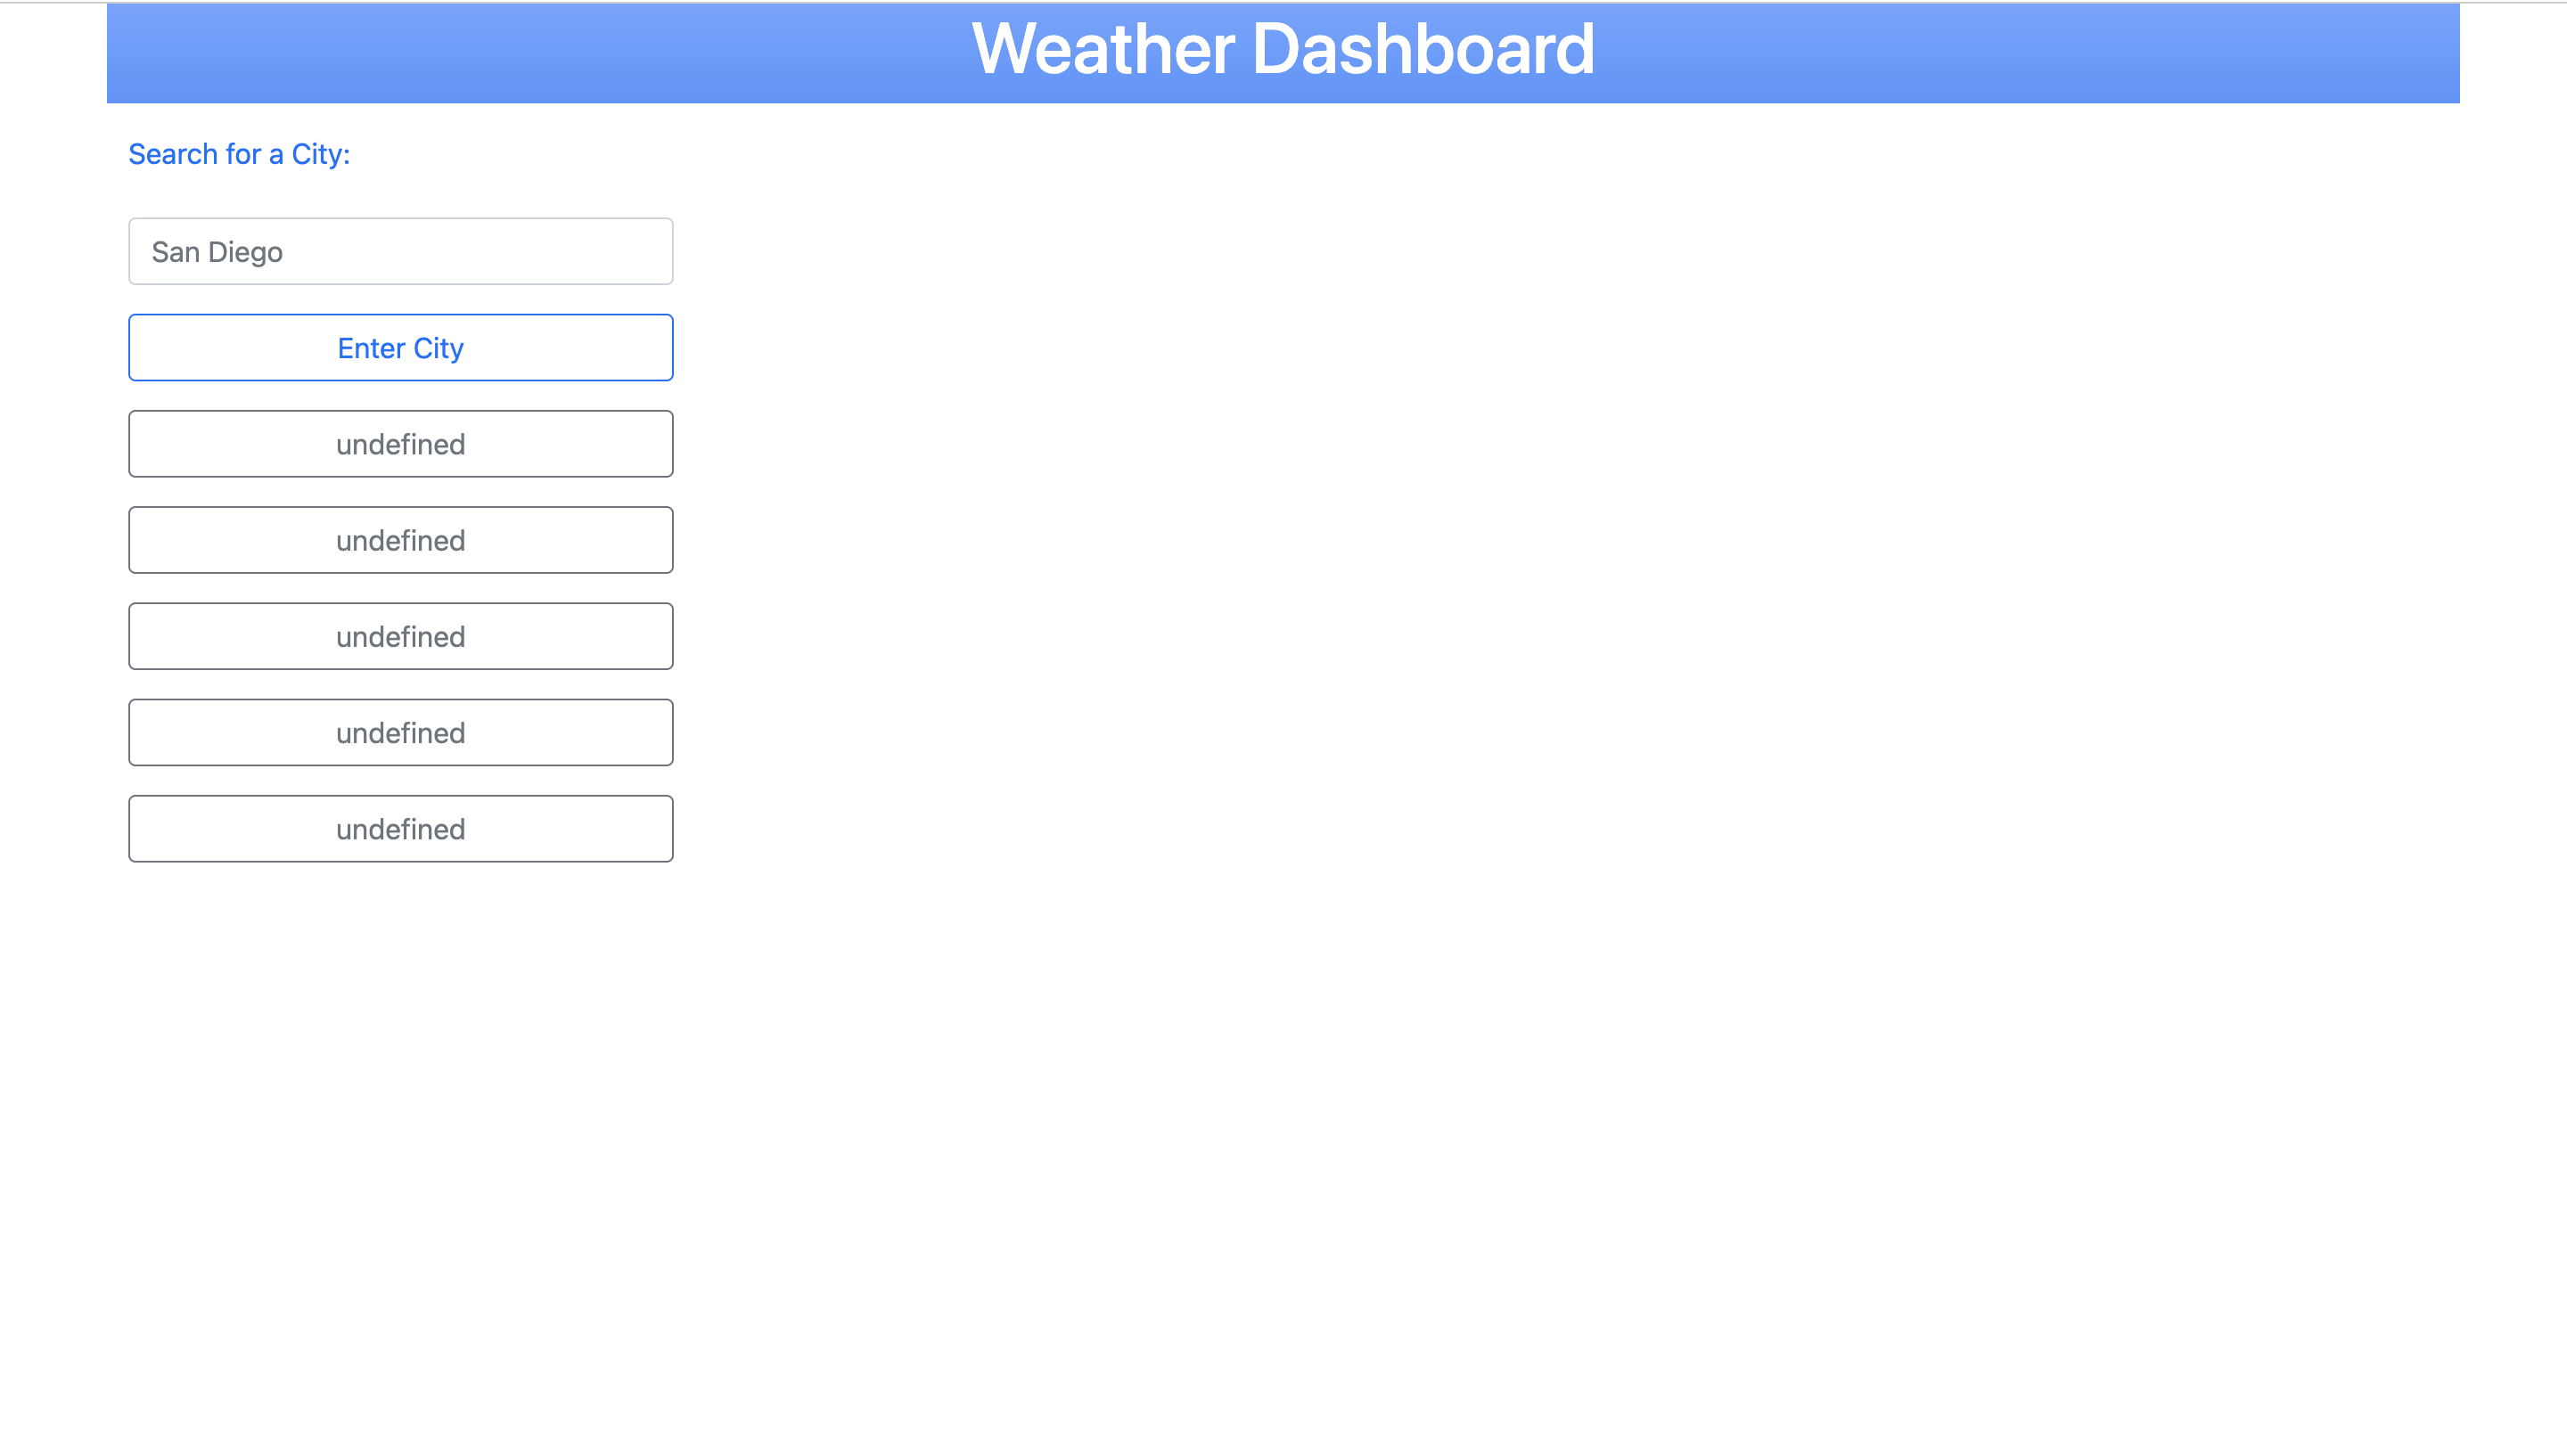 Weather Dashboard
Search for a City:
San Diego
Enter City
undefined
undefined
undefined
undefined
undefined